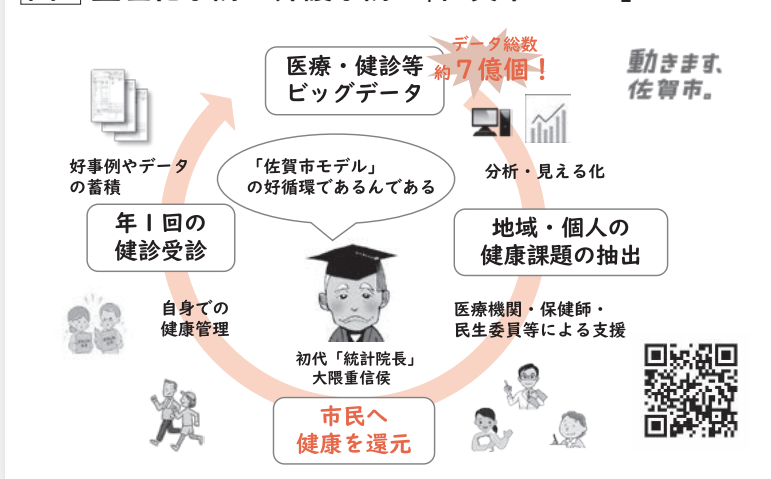 医療・健診等
ビッグデータ
データ総数
約7億個！
動きます、
佐賀市。
好事例やデータ
の蓄積
「佐賀市モデル」
の好循環であるんである
分析・見える化
年1回の
健診受診
地域・個人の
健康課題の抽出
自身での
健康管理
医療機関・保健師・
民生委員等による支援
初代「統計院長」
大隈重信侯
市民へ
健康を還元